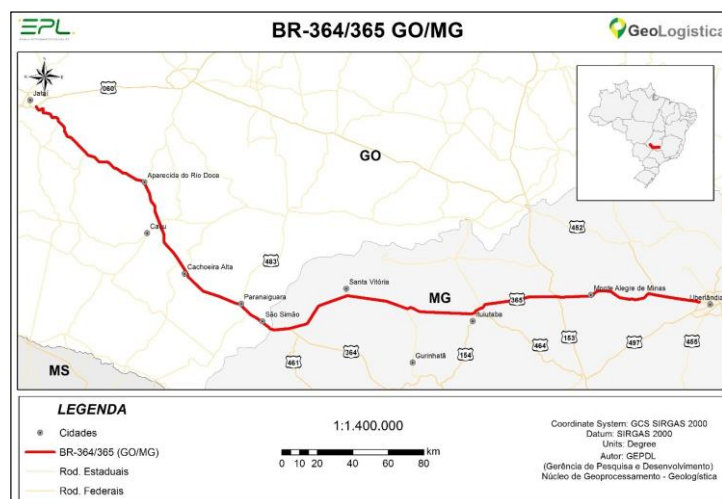 EPL
BR-364/365 GO/MG
GeoLogística
Jataí
060
GO
Aparecida do Rio Doce
Caçu
452
Cachoeira Alta
483
Santa Vitória
Monte Alegre de Minas
Paranaiguara
MG
365
Uberlândia
São Simão
Ituiutaba
364
153
461
Gurinhatã
154
464
497
MS
LEGENDA
Cidades
BR-364/365 (GO/MG)
Rod. Estaduais
Rod. Federais
1:1.400.000
km
0 10 20 40 60 80
Coordinate System: GCS SIRGAS 2000
Datum: SIRGAS 2000
Units: Degree
Autor: GEPDL
(Gerência de Pesquisa e Desenvolvimento)
Núcleo de Geoprocessamento - Geologística